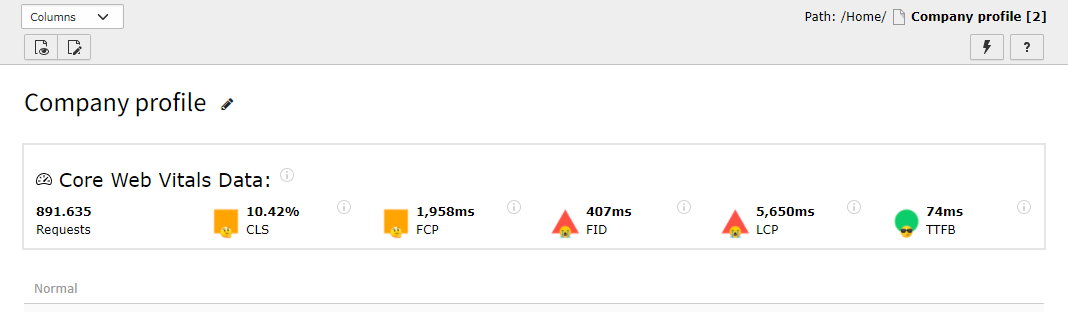 Columns
Path: /Home/ Company profile [2]
?
Company profile
Core Web Vitals Data:
891.635
Requests
10.42%
CLS
1,958ms
FCP
407ms
FID
5,650ms
LCP
74ms
TTFB
Normal